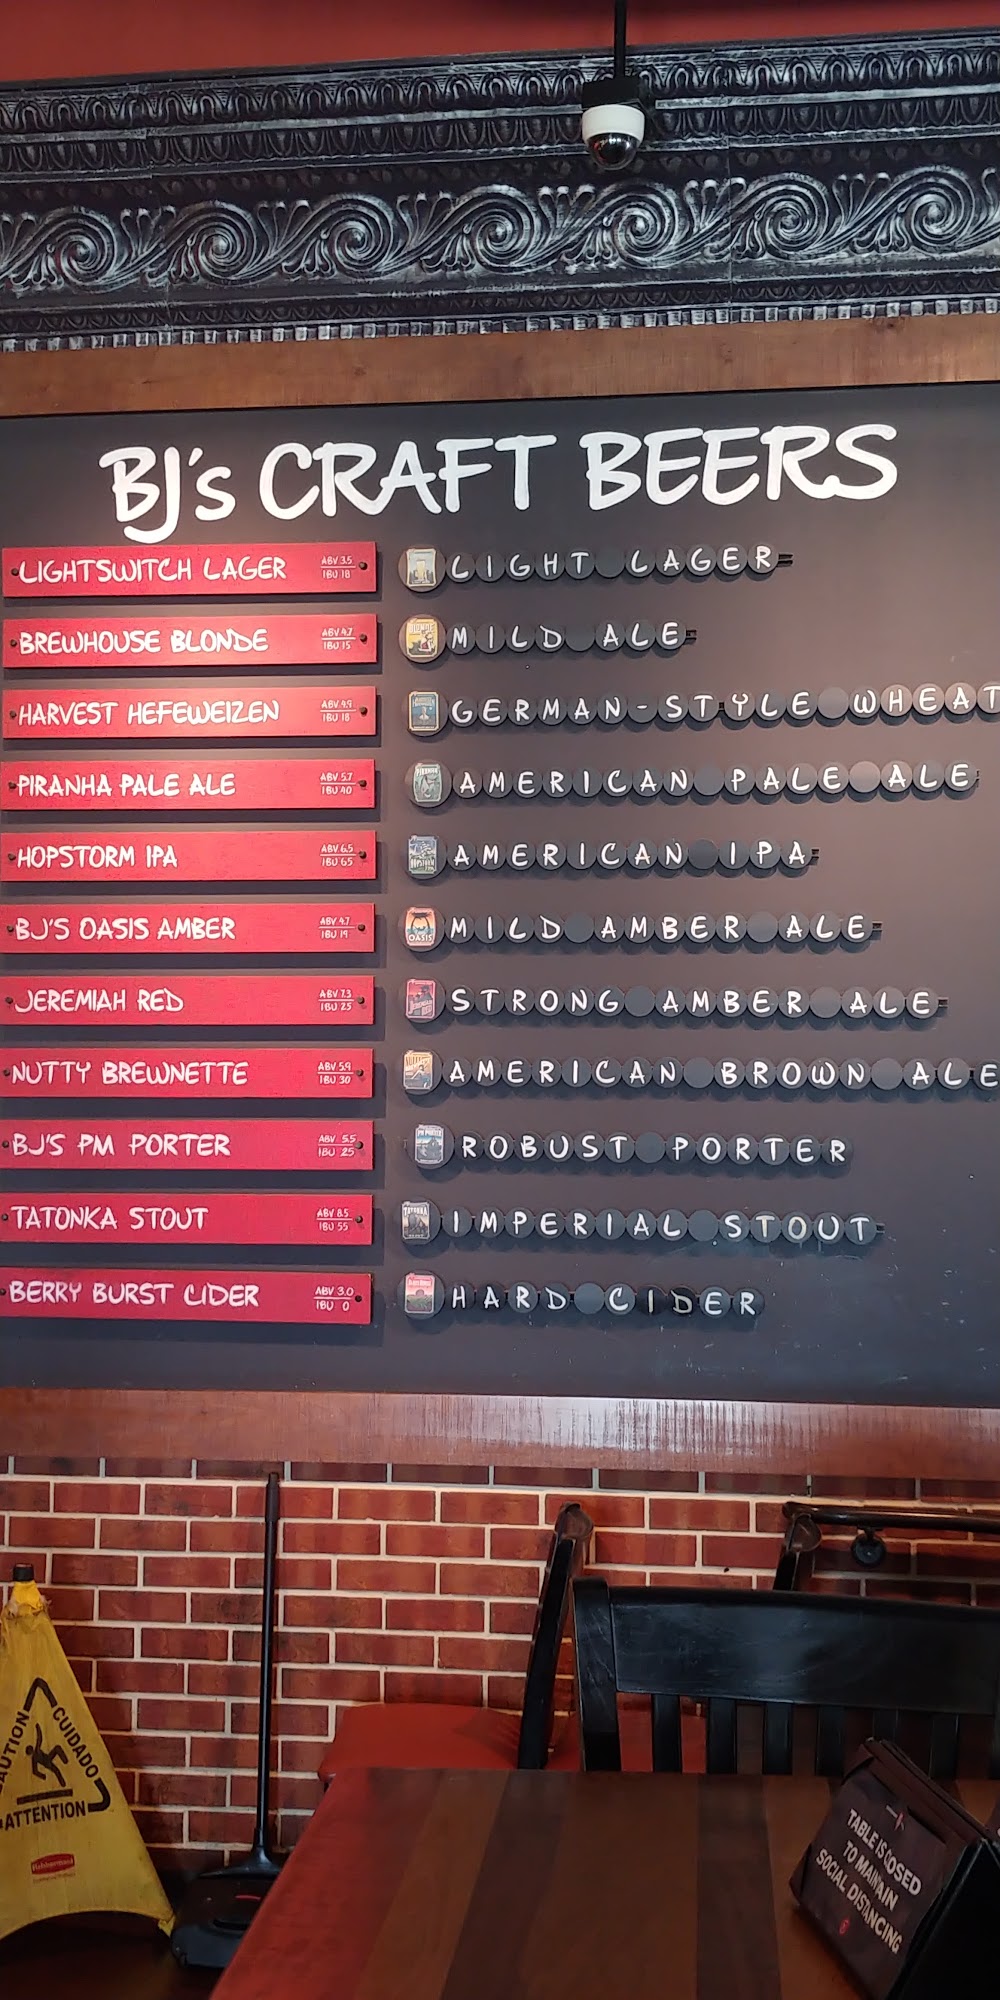 BJ's CRAFT BEERS
LIGHTSWITCH LAGER ABV 3.5 IBU 18 LIGHT LAGER
BREWHOUSE BLONDE ABV 4.7 IBU 15 MILD ALE
HARVEST HEFEWEIZEN ABV 4.9 IBU 18 GERMAN-STYLE WHEAT
PIRANHA PALE ALE ABV 5.7 IBU 40 AMERICAN PALE ALE
HOPSTORM IPA ABV 6.5 IBU 65 AMERICAN IPA
BJ'S OASIS AMBER ABV 4.7 IBU 19 OASIS MILD AMBER ALE
JEREMIAH RED ABV 7.3 IBU 25 STRONG AMBER ALE
NUTTY BREWNETTE ABV 5.9 IBU 30 AMERICAN BROWN ALE
BJ'S PM PORTER ABV 5.5 IBU 25 ROBUST PORTER
TATONKA STOUT ABV 8.5 IBU 55 IMPERIAL STOUT
BERRY BURST CIDER ABV 3.0 IBU 0 HARD CIDER
CUIDADO
ATTENTION
Rubbermaid
TABLE IS CLOSED
TO MAINTAIN
SOCIAL DISTANCING